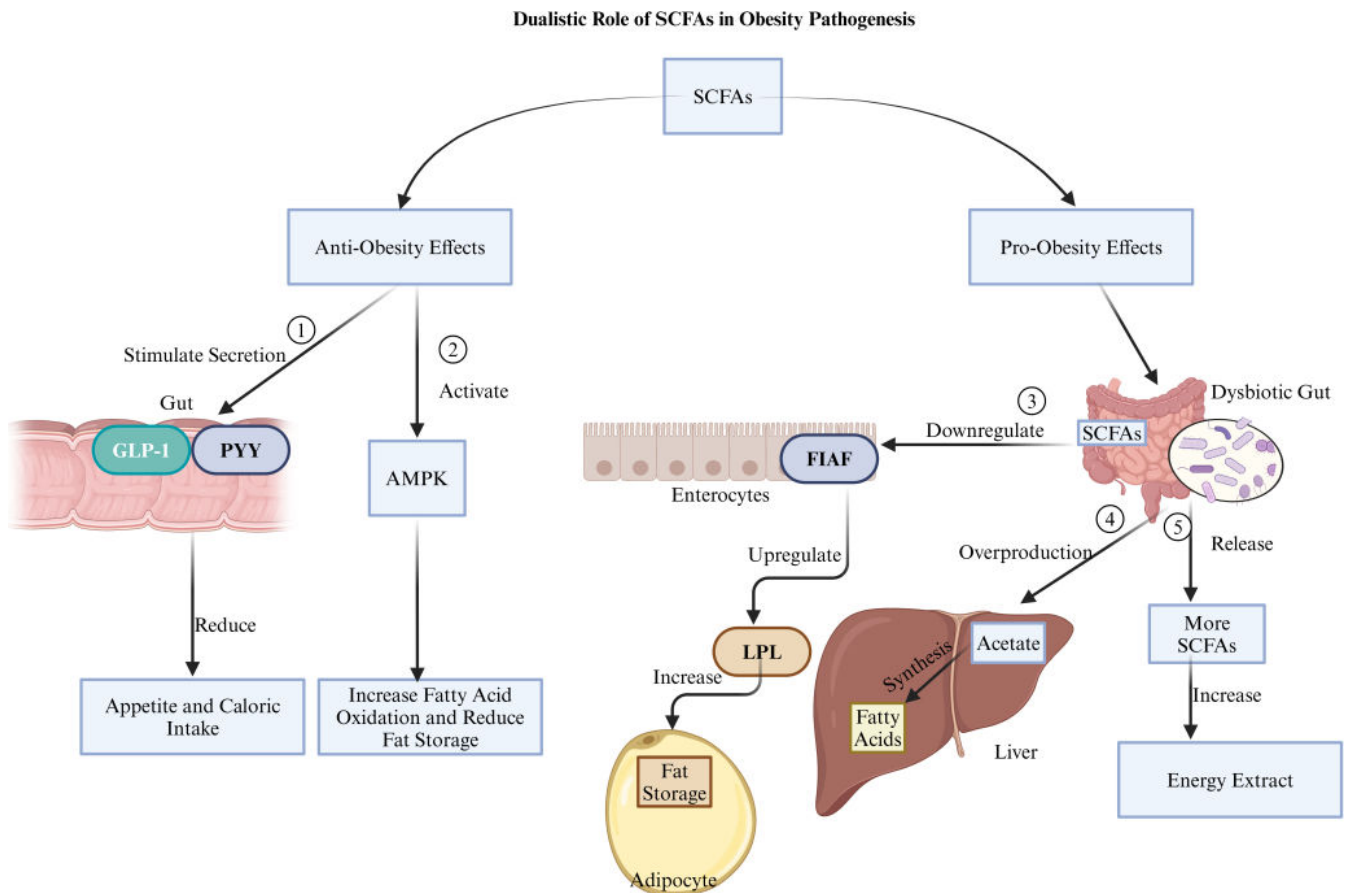 Dualistic Role of SCFAs in Obesity Pathogenesis
SCFAs
Anti-Obesity Effects
Pro-Obesity Effects
1
Stimulate Secretion
2
Activate
Gut
GLP-1
PYY
AMPK
Reduce
Appetite and Caloric
Intake
Increase Fatty Acid
Oxidation and Reduce
Fat Storage
Dysbiotic Gut
SCFAs
3
Downregulate
FIAF
Enterocytes
Upregulate
LPL
Increase
Fat
Storage
Adipocyte
4
Overproduction
Acetate
Synthesis
Fatty
Acids
Liver
5
Release
More
SCFAs
Increase
Energy Extract